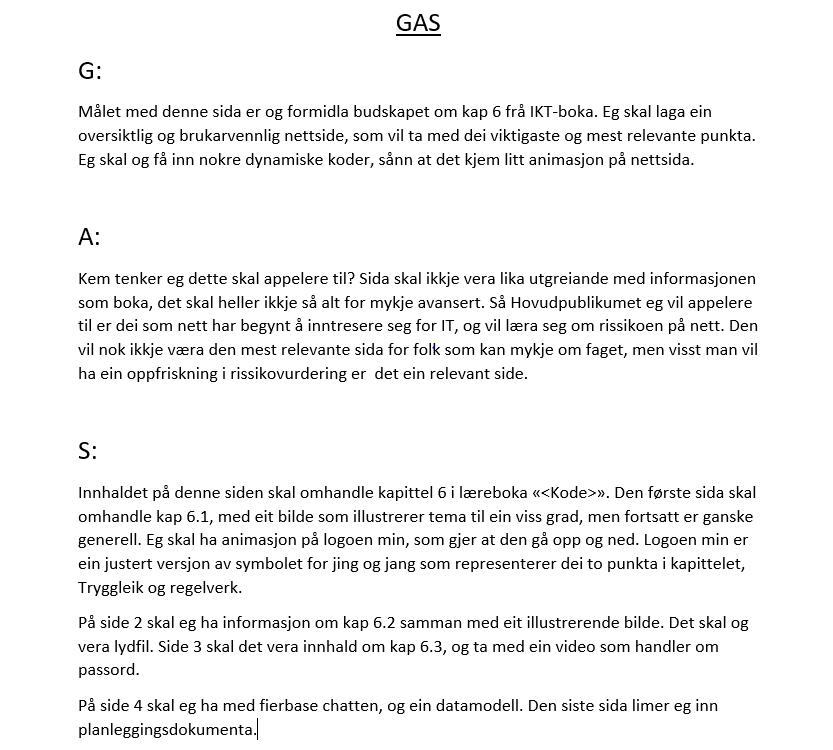 GAS
G:
Målet med denne sida er og formidla budskapet om kap 6 frå IKT-boka. Eg skal laga ein
oversiktlig og brukarvennlig nettside, som vil ta med dei viktigaste og mest relevante punkta.
Eg skal og få inn nokre dynamiske koder, sånn at det kjem litt animasjon på nettsida.
A:
Kem tenker eg dette skal appelere til? Sida skal ikkje vera lika utgreiande med informasjonen
som boka, det skal heller ikkje så alt for mykje avansert. Så Hovudpublikumet eg vil appelere
til er dei som nett har begynt å inntresere seg for IT, og vil læra seg om rissikoen på nett. Den
vil nok ikkje væra den mest relevante sida for folk som kan mykje om faget, men visst man vil
ha ein oppfriskning i rissikovurdering er  det ein relevant side.
S:
Innhaldet på denne siden skal omhandle kapittel 6 i læreboka «<Kode>». Den første sida skal
omhandle kap 6.1, med eit bilde som illustrerer tema til ein viss grad, men fortsatt er ganske
generell. Eg skal ha animasjon på logoen min, som gjer at den gå opp og ned. Logoen min er
ein justert versjon av symbolet for jing og jang som representerer dei to punkta i kapittelet,
Tryggleik og regelverk.
På side 2 skal eg ha informasjon om kap 6.2 samman med eit illustrerende bilde. Det skal og
vera lydfil. Side 3 skal det vera innhald om kap 6.3, og ta med ein video som handler om
passord.
På side 4 skal eg ha med fierbase chatten, og ein datamodell. Den siste sida limer eg inn
planleggingsdokumenta.